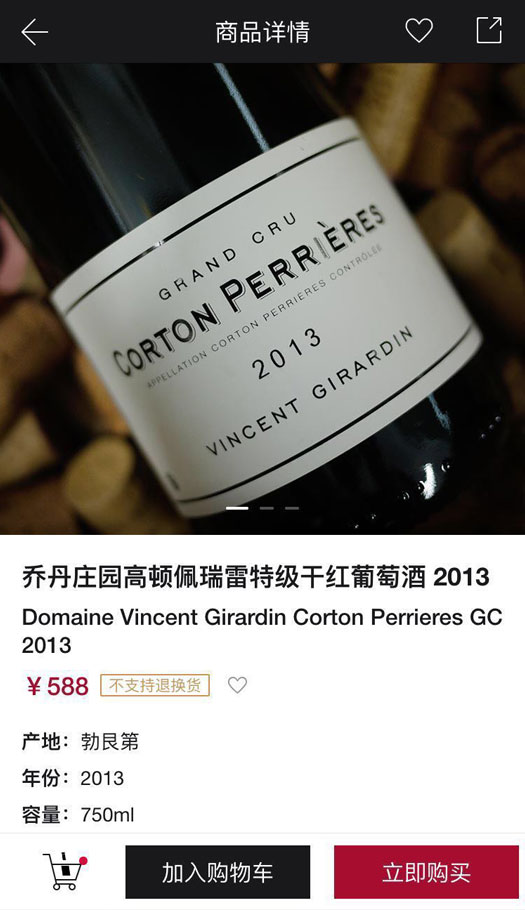 商品详情
GRAND CRU
CORTON PERRIÈRES
APPELLATION CORTON PERRIERES CONTRÔLÉE
2013
VINCENT GIRARDIN
乔丹庄园高顿佩瑞雷特级干红葡萄酒 2013
Domaine Vincent Girardin Corton Perrieres GC
2013
￥588 不支持退换货
产地：勃艮第
年份：2013
容量：750ml
加入购物车 立即购买